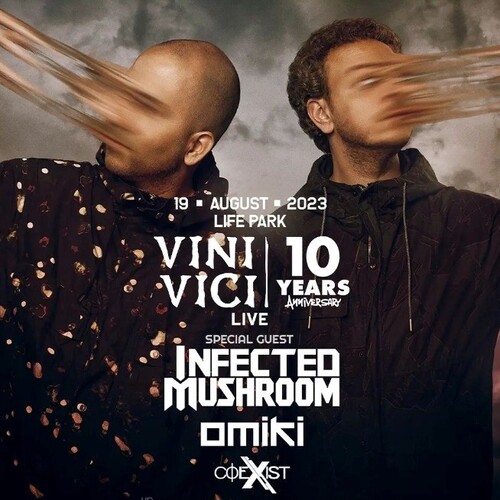 19 ▪ AUGUST ▪ 2023
LIFE PARK
VINI VICI
10 YEARS
ANNIVERSARY
LIVE
SPECIAL GUEST
INFECTED
MUSHROOM
OMIKI
COEXIST